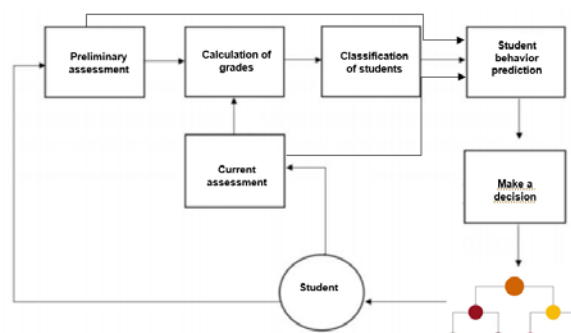 Preliminary
assessment
Calculation of
grades
Classification
of students
Student
behavior
prediction
Current
assessment
Make a
decision
Student